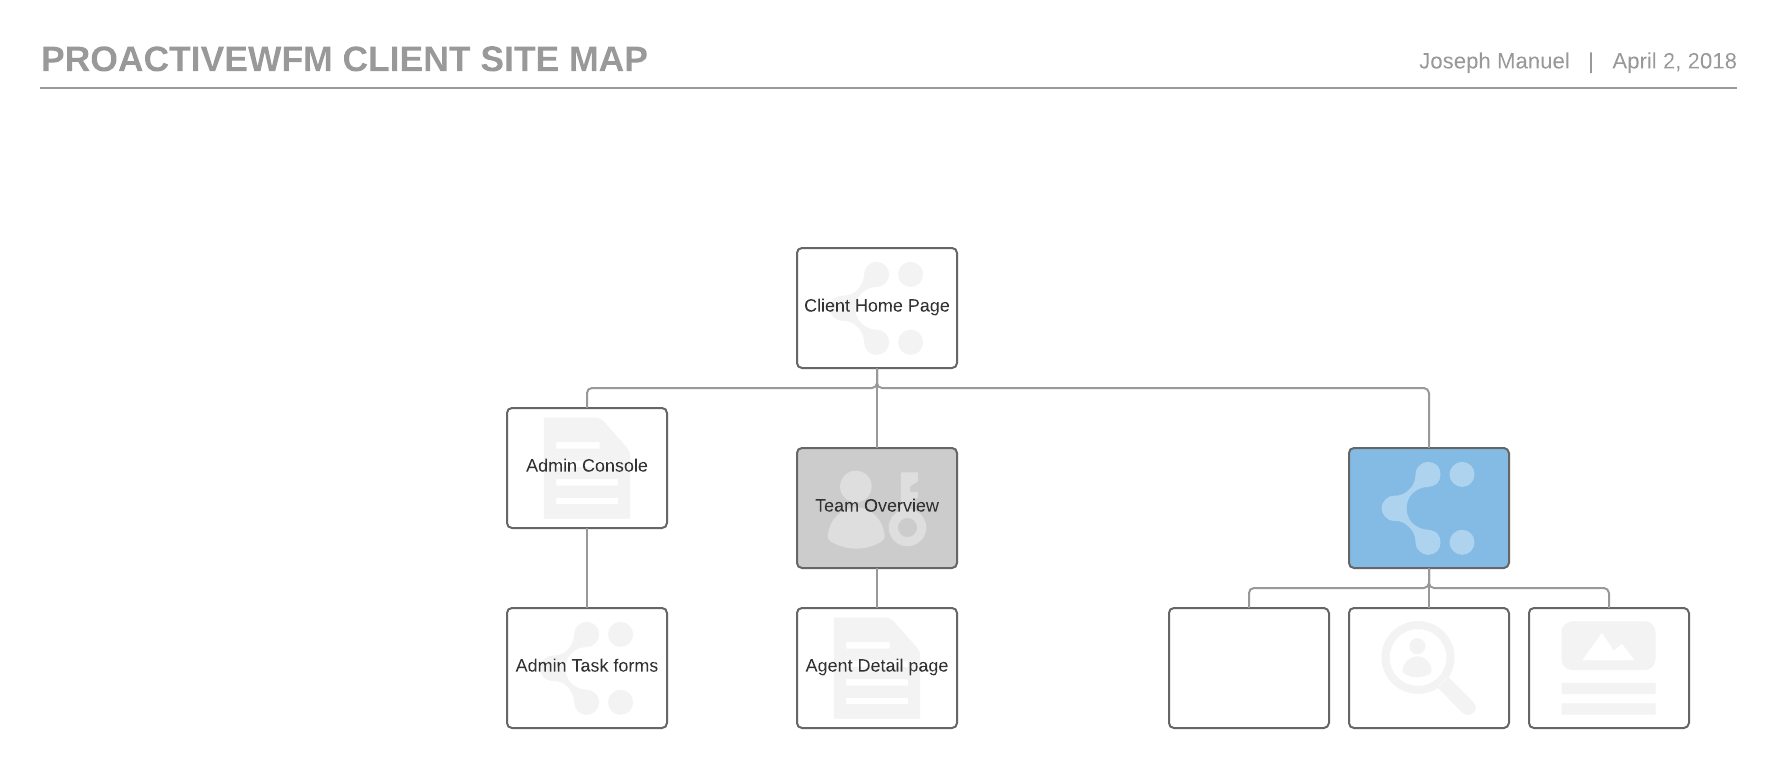 PROACTIVEWFM CLIENT SITE MAP
Joseph Manuel | April 2, 2018
Client Home Page
Admin Console
Team Overview
Admin Task forms
Agent Detail page